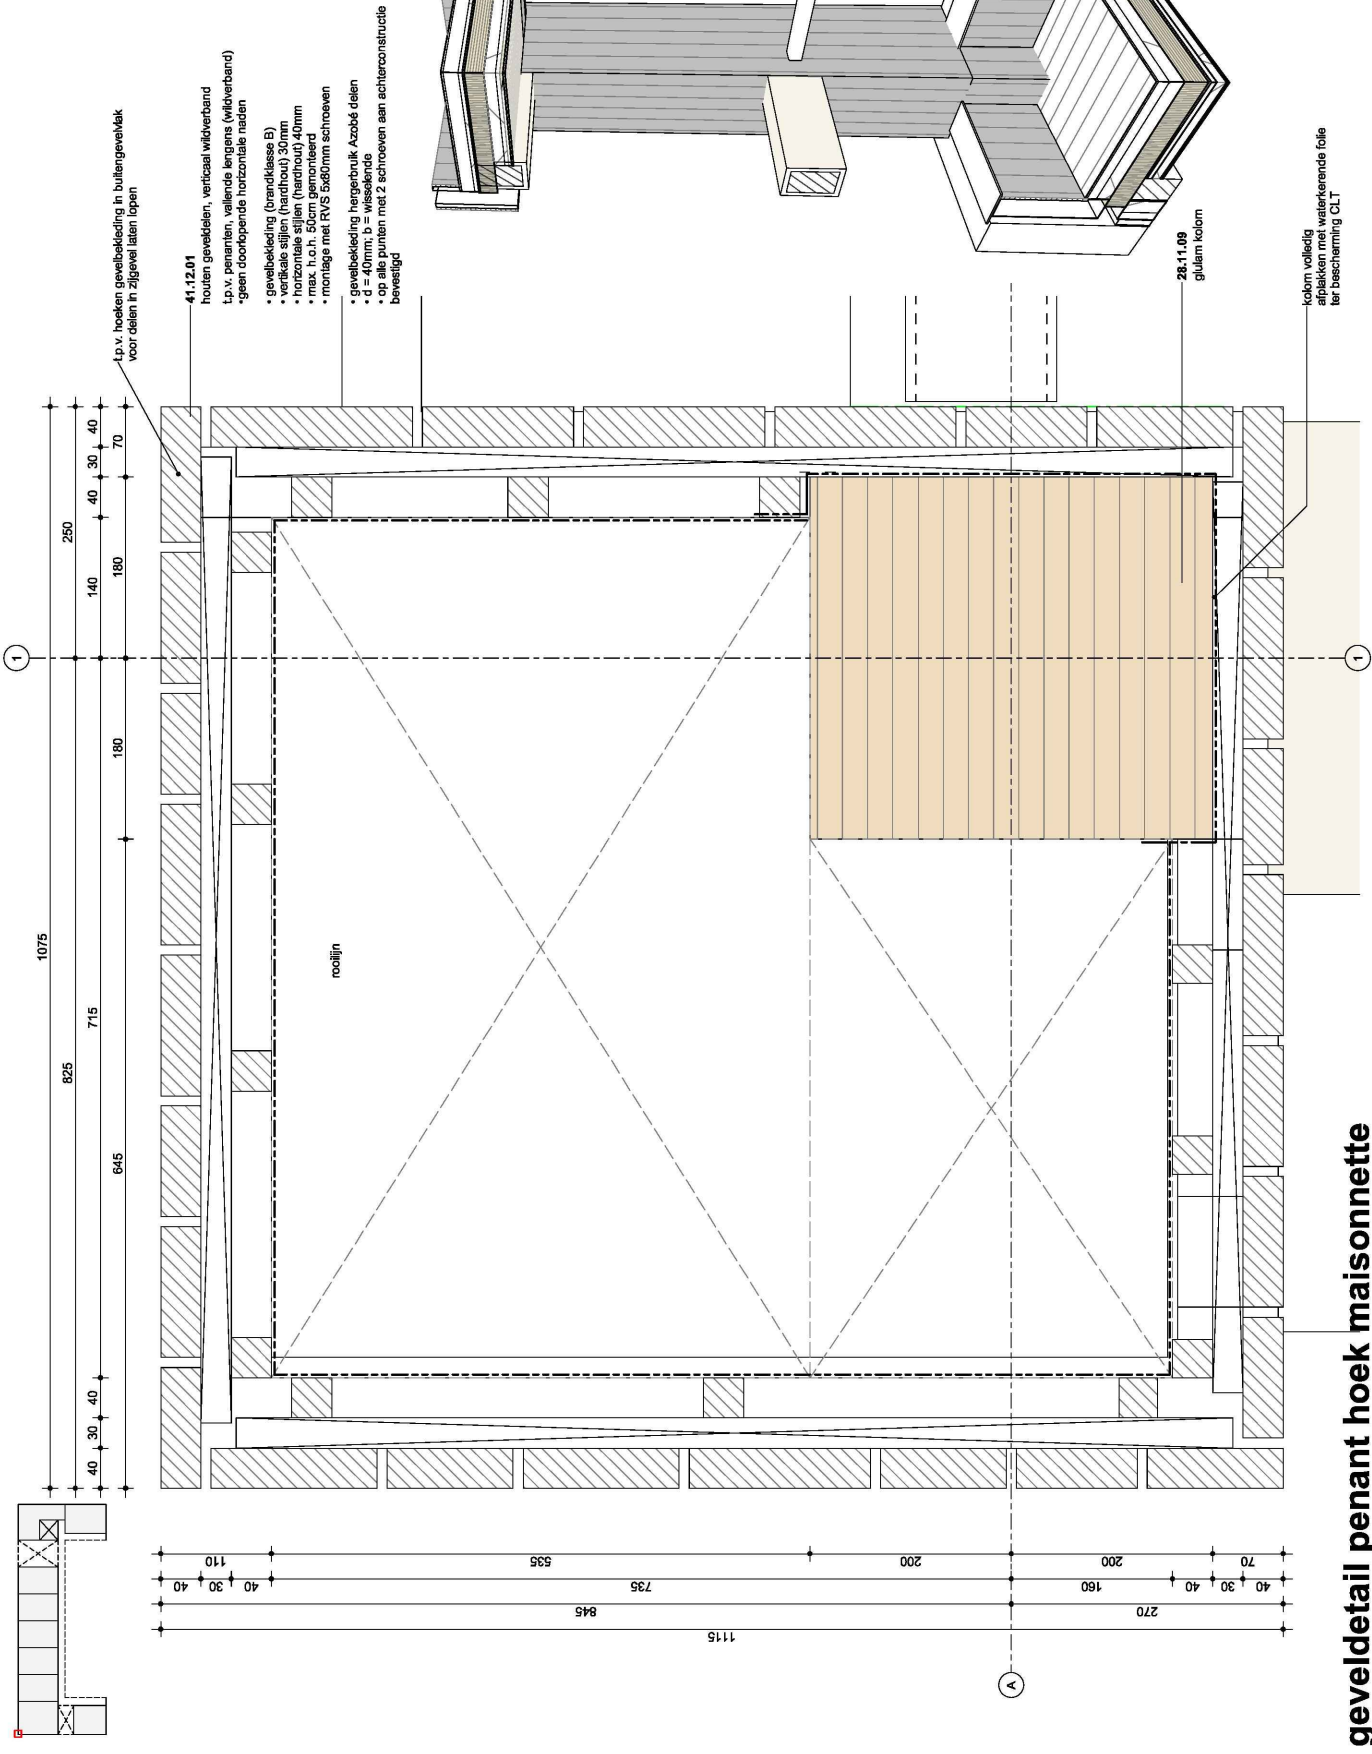 t.p.v. hoeken gevelbekleding in buitengevelvlak
voor delen in zijgevel laten lopen
41.12.01
houten geveldelen, verticaal wildverband
t.p.v. penanten, vallende lengens (wildverband)
•geen doorlopende horizontale naden
• gevelbekleding (brandklasse B)
• vertikale stijlen (hardhout) 30mm
• horizontale stijlen (hardhout) 40mm
• max. h.o.h. 50cm gemonteerd
• montage met RVS 5x80mm schroeven
• gevelbekleding hergerbruik Azobé delen
• d = 40mm; b = wisselende
• op alle punten met 2 schroeven aan achterconstructie
bevestigd
28.11.09
glulam kolom
kolom volledig
afplakken met waterkerende folie
ter bescherming CLT
1
1
A
rooilijn
1075
825
250
40
30
40
715
140
40
30
40
645
180
180
70
110
535
200
200
70
40
30
40
735
160
40
30
40
845
270
1115
geveldetail penant hoek maisonnette